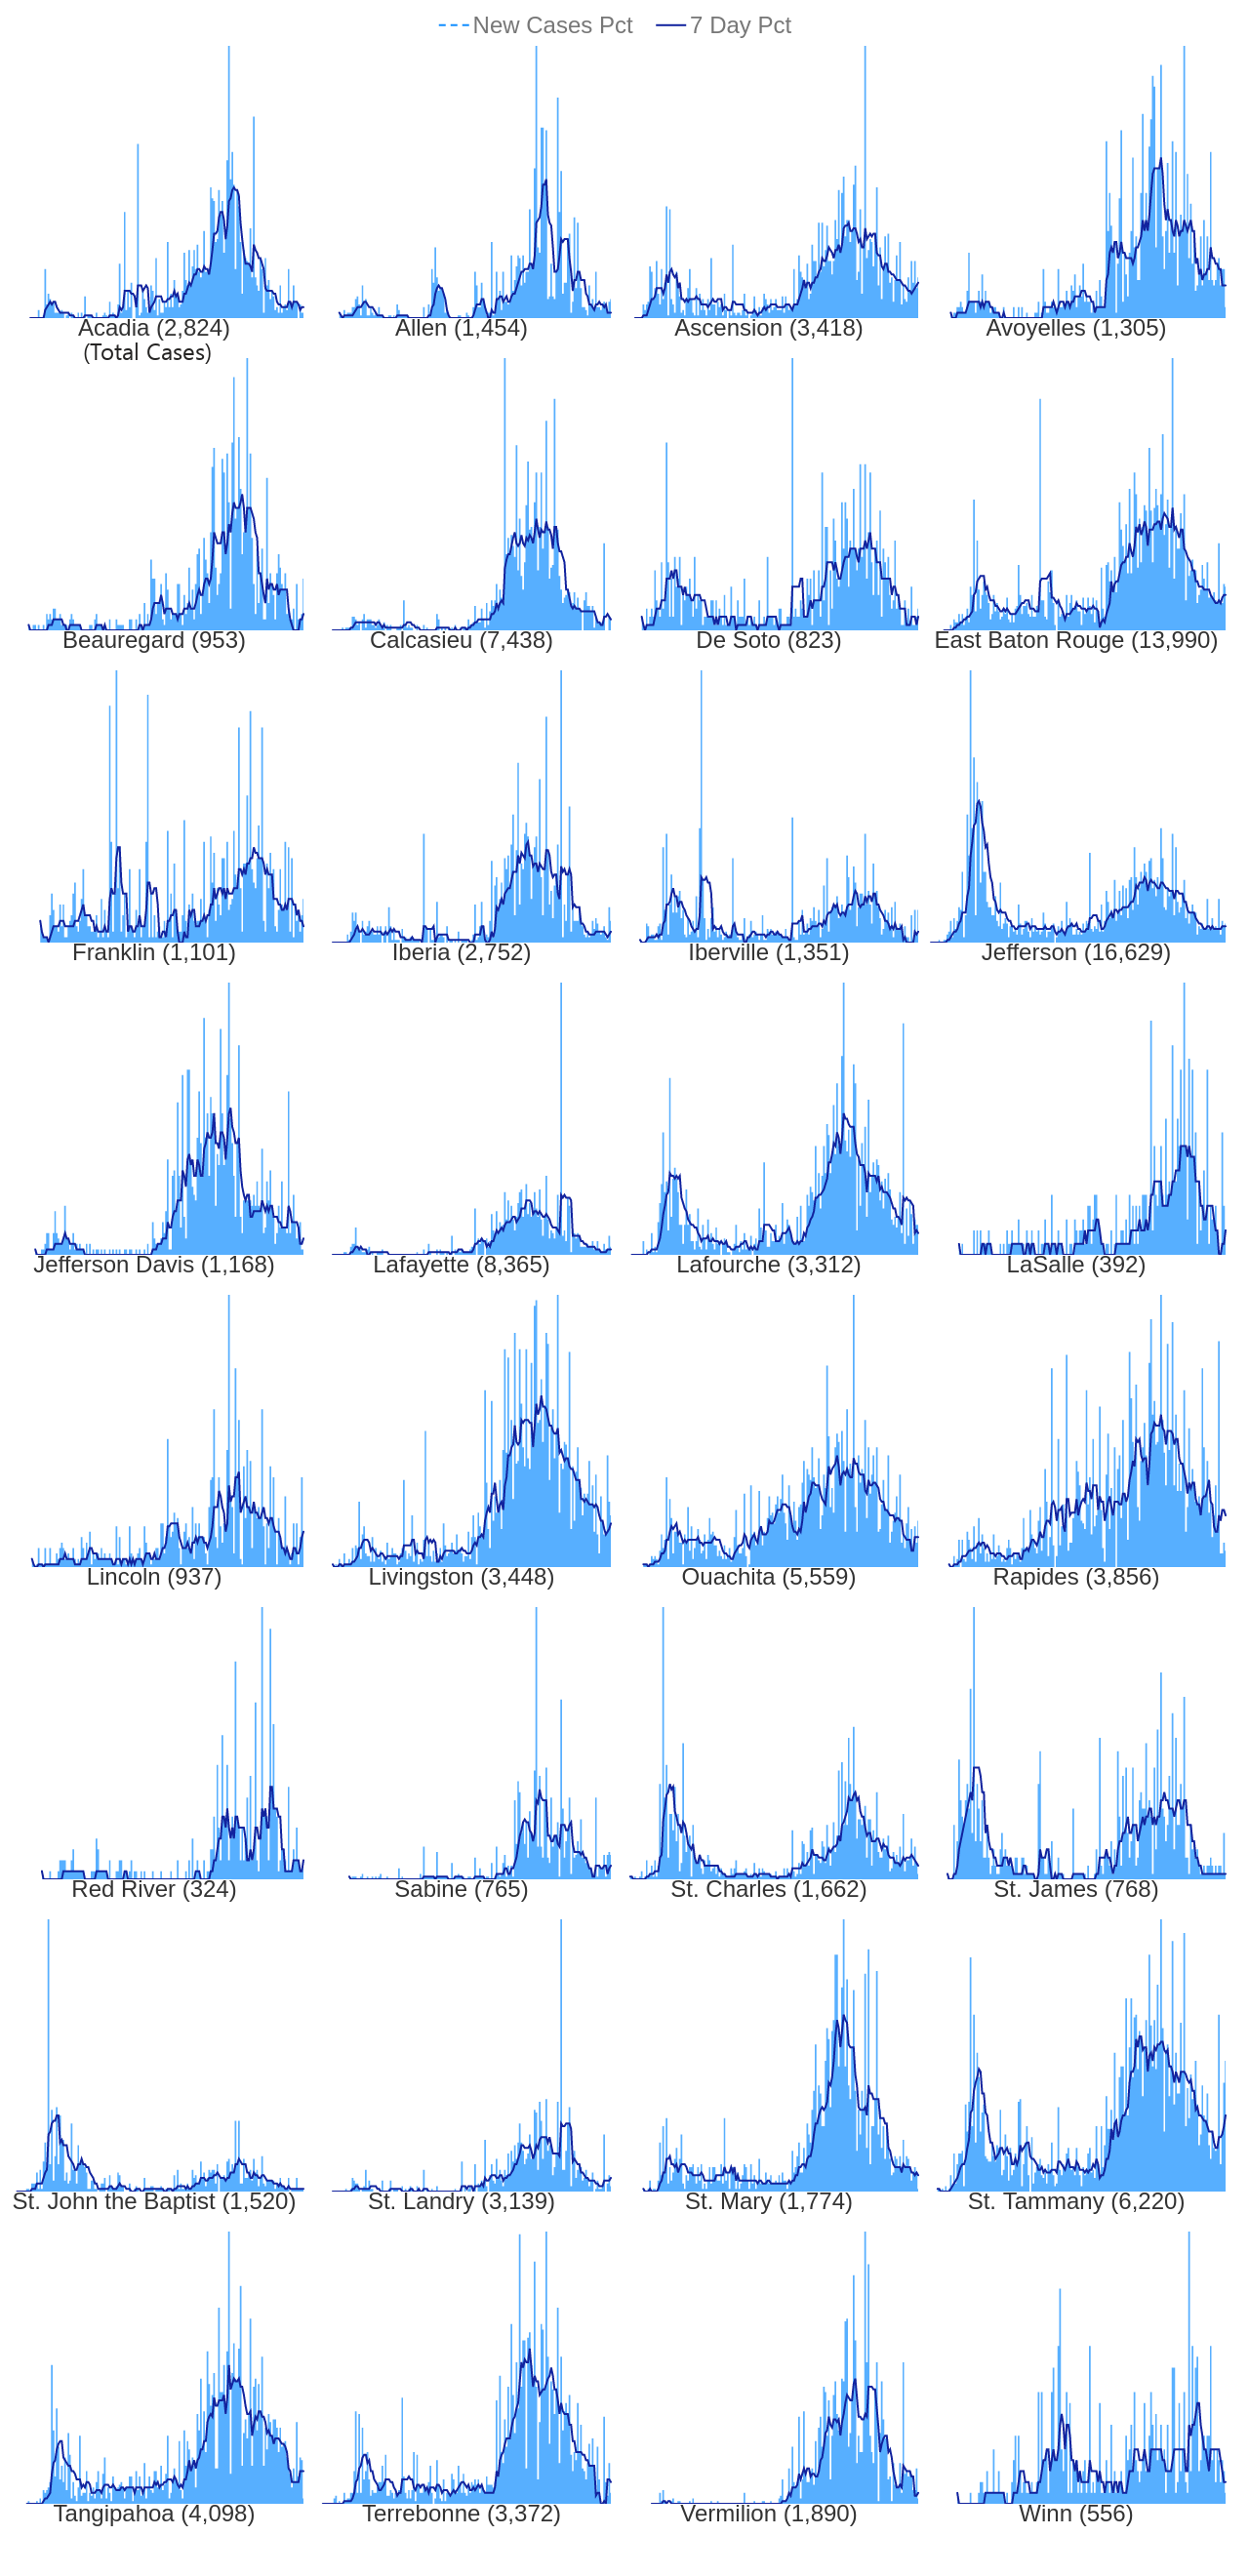 New Cases Pct 7 Day Pct
Acadia (2,824) Allen (1,454) Ascension (3,418) Avoyelles (1,305)
(Total Cases)
Beauregard (953) Calcasieu (7,438) De Soto (823) East Baton Rouge (13,990)
Franklin (1,101) Iberia (2,752) Iberville (1,351) Jefferson (16,629)
Jefferson Davis (1,168) Lafayette (8,365) Lafourche (3,312) LaSalle (392)
Lincoln (937) Livingston (3,448) Ouachita (5,559) Rapides (3,856)
Red River (324) Sabine (765) St. Charles (1,662) St. James (768)
St. John the Baptist (1,520) St. Landry (3,139) St. Mary (1,774) St. Tammany (6,220)
Tangipahoa (4,098) Terrebonne (3,372) Vermilion (1,890) Winn (556)